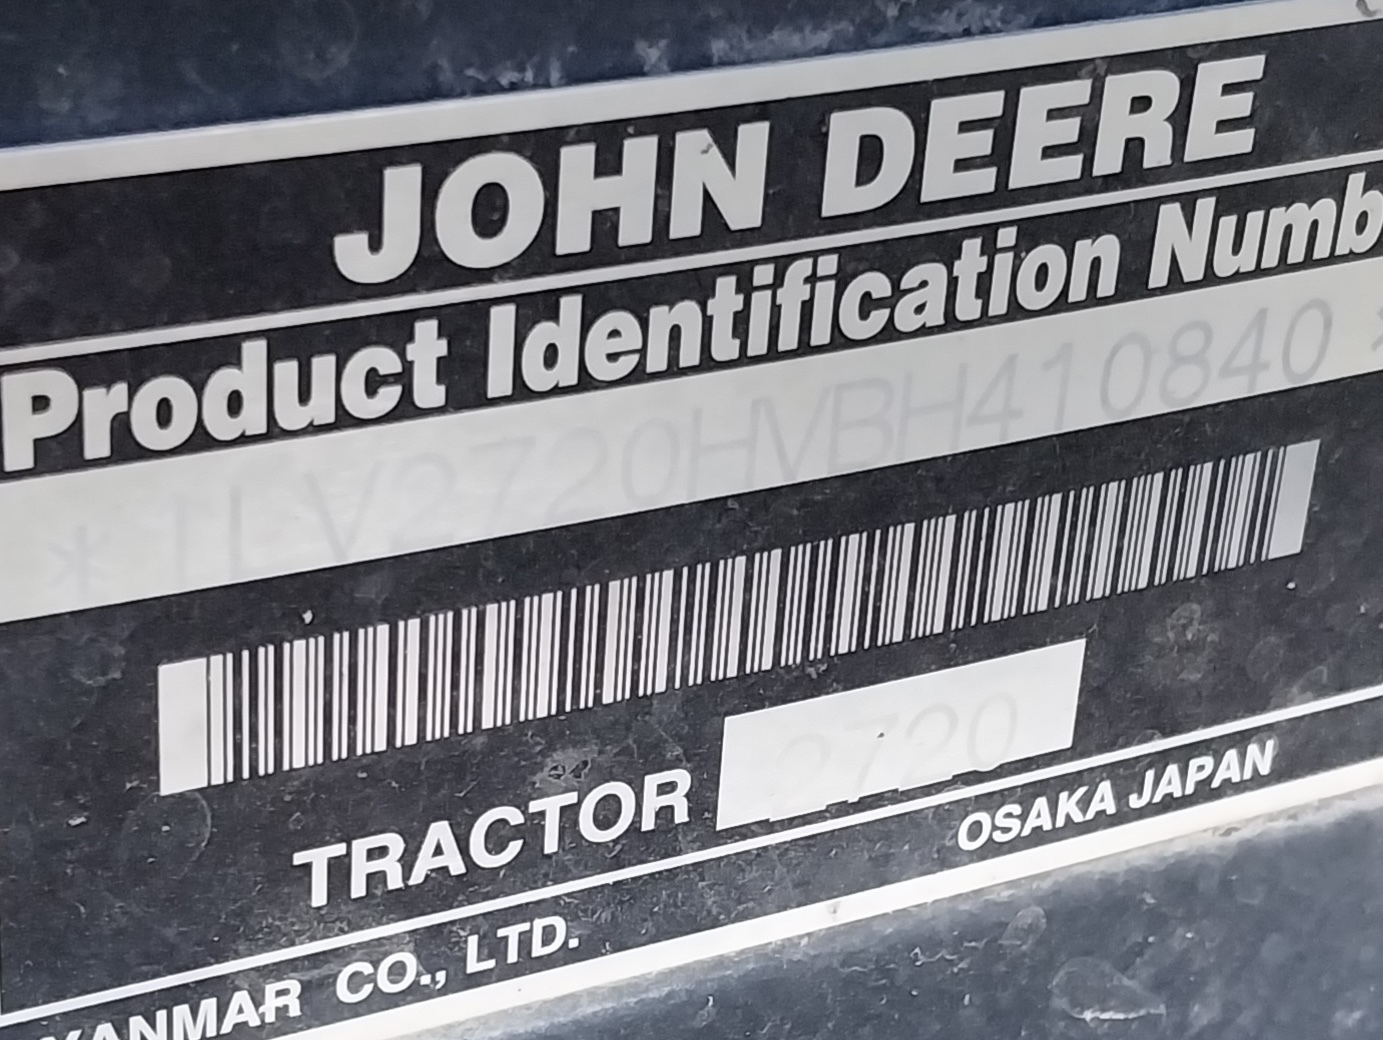 JOHN DEERE
Product Identification Numb
* 1LV2720HVBH410840 *
TRACTOR 2720
YANMAR CO., LTD. OSAKA JAPAN